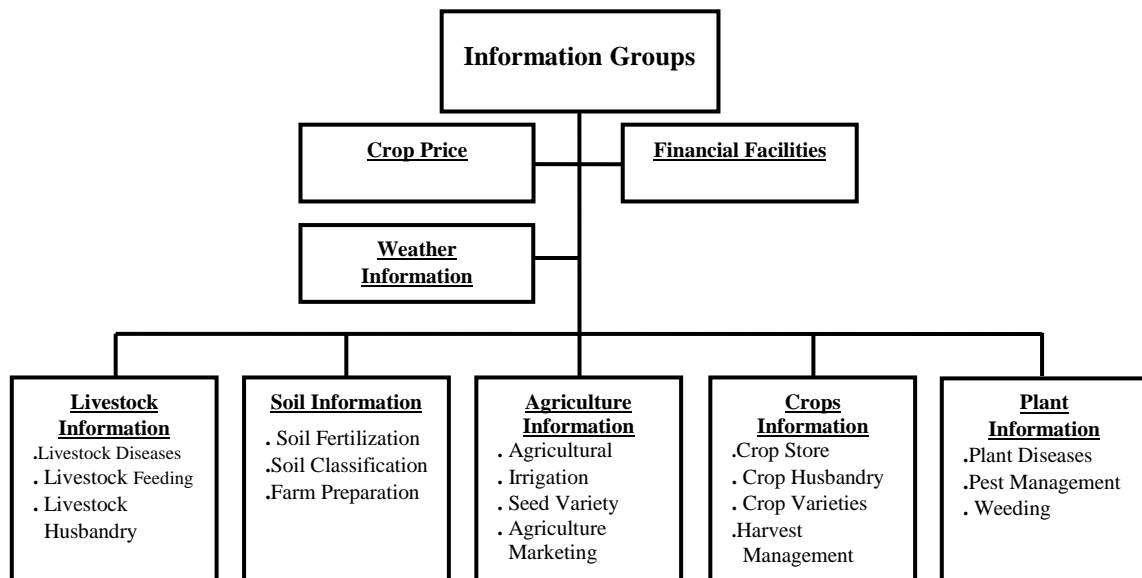 Information Groups
Crop Price
Financial Facilities
Weather
Information
Livestock
Information
.Livestock Diseases
. Livestock Feeding
. Livestock
Husbandry
Soil Information
. Soil Fertilization
.Soil Classification
.Farm Preparation
Agriculture
Information
. Agricultural
. Irrigation
. Seed Variety
. Agriculture
Marketing
Crops
Information
.Crop Store
. Crop Husbandry
. Crop Varieties
.Harvest
Management
Plant
Information
.Plant Diseases
.Pest Management
. Weeding